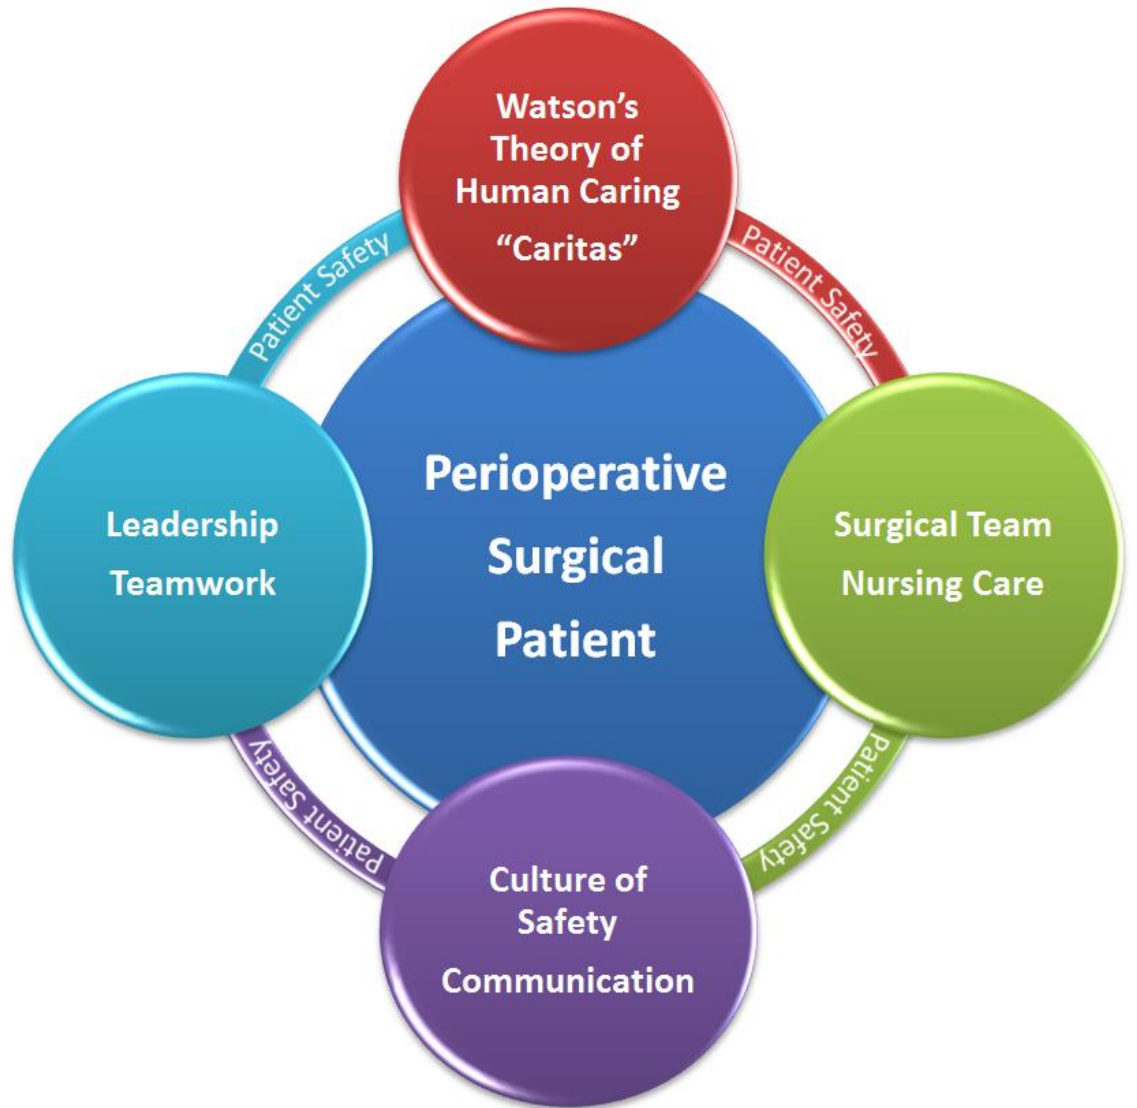 Watson’s
Theory of
Human Caring
“Caritas”
Patient Safety
Patient Safety
Perioperative
Surgical
Patient
Leadership
Teamwork
Surgical Team
Nursing Care
Patient Safety
Patient Safety
Culture of
Safety
Communication